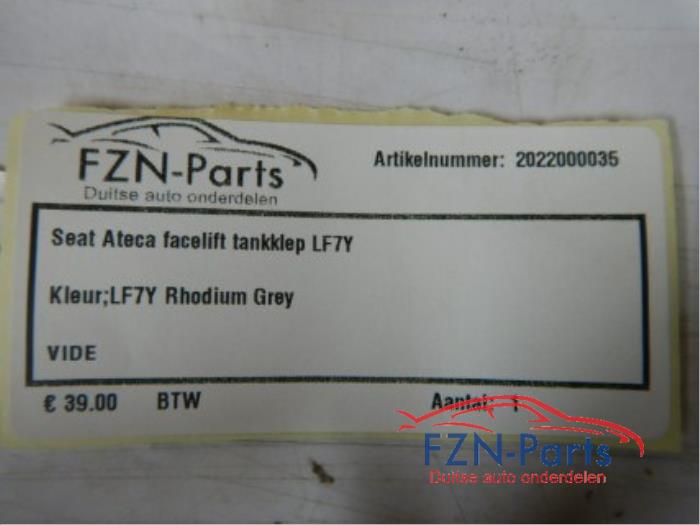 FZN-Parts
Duitse auto onderdelen
Artikelnummer: 2022000035
Seat Ateca facelift tankklep LF7Y
Kleur;LF7Y Rhodium Grey
VIDE
€ 39.00 BTW Aantal: 1
FZN-Parts
Duitse auto onderdelen